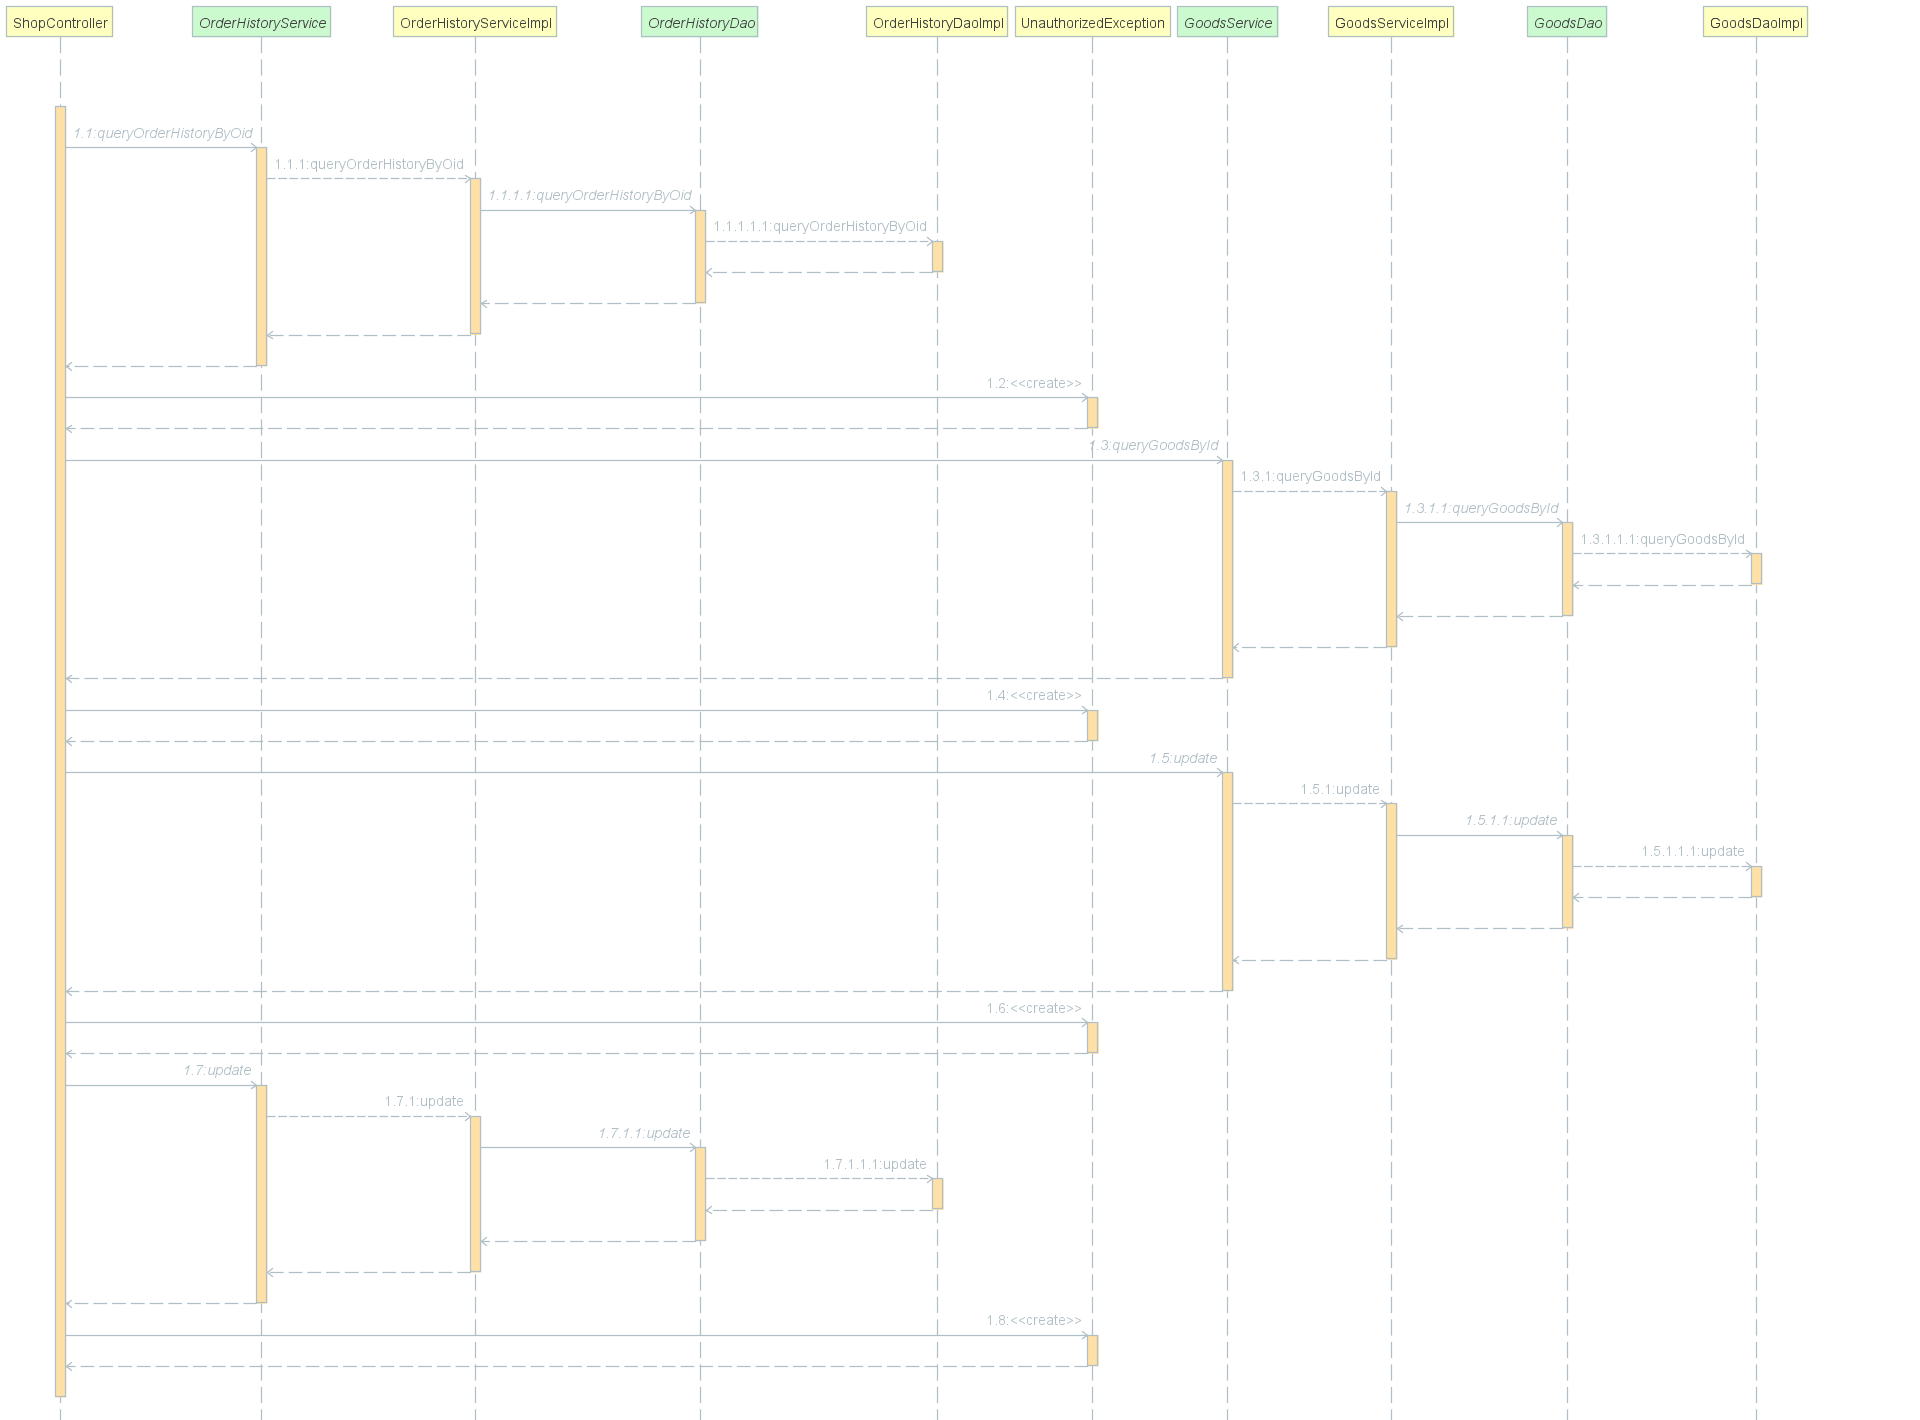 ShopController
OrderHistoryService
OrderHistoryServiceImpl
OrderHistoryDao
OrderHistoryDaoImpl
UnauthorizedException
GoodsService
GoodsServiceImpl
GoodsDao
GoodsDaoImpl
1.1:queryOrderHistoryByOid
1.1.1:queryOrderHistoryByOid
1.1.1.1:queryOrderHistoryByOid
1.1.1.1.1:queryOrderHistoryByOid
1.2:<<create>>
1.3:queryGoodsById
1.3.1:queryGoodsById
1.3.1.1:queryGoodsById
1.3.1.1.1:queryGoodsById
1.4:<<create>>
1.5:update
1.5.1:update
1.5.1.1:update
1.5.1.1.1:update
1.6:<<create>>
1.7:update
1.7.1:update
1.7.1.1:update
1.7.1.1.1:update
1.8:<<create>>